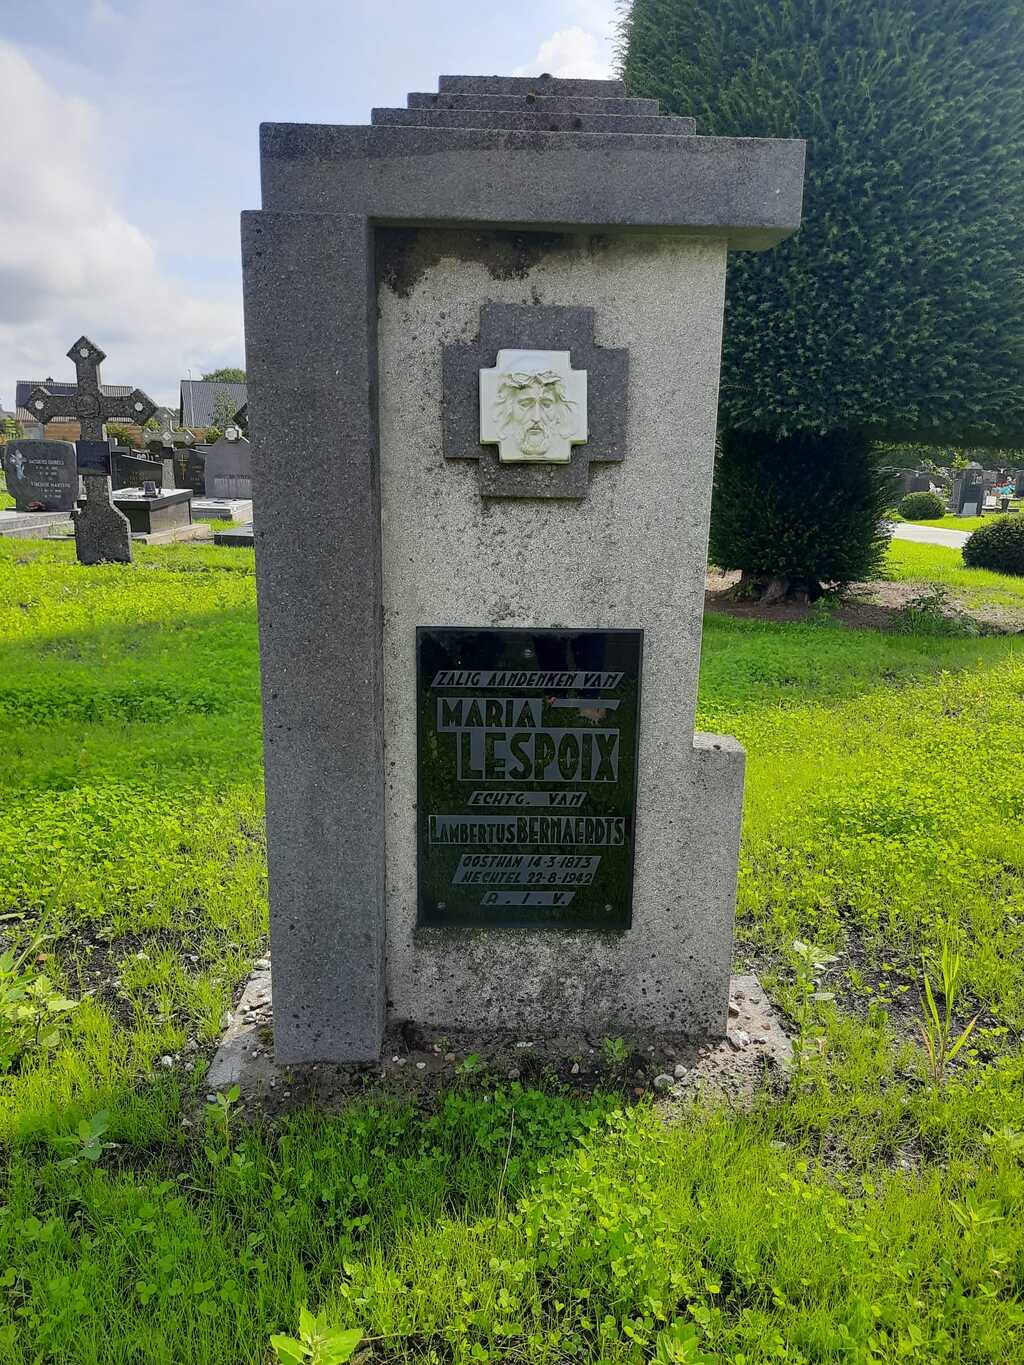 ZALIG AANDENKEN VAN
MARIA
LESPOIX
ECHTG. VAN
LAMBERTUS BERNAERDTS
OOSTHAM 14-3-1873
HECHTEL 22-8-1942
R.I.V.